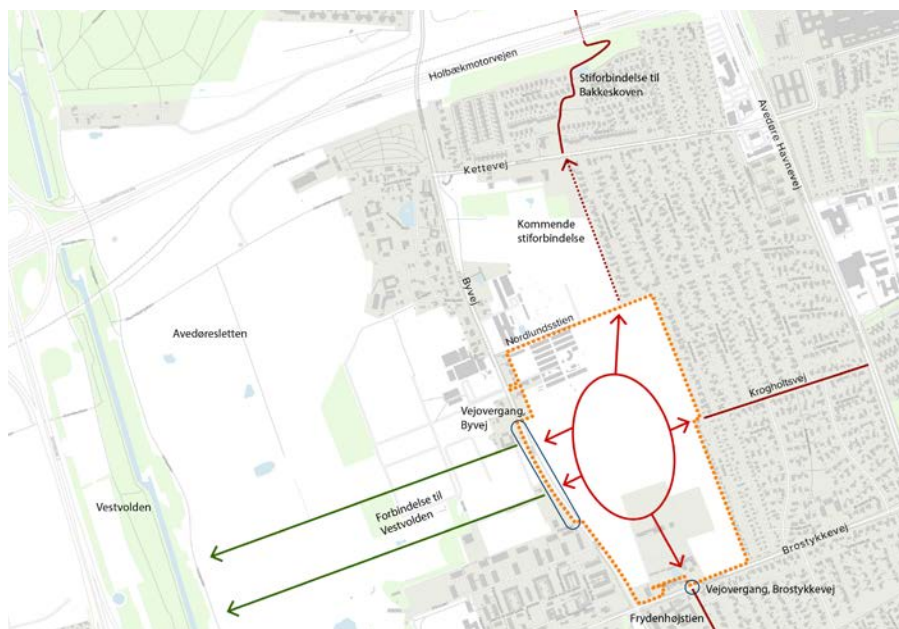 Holbækmotorvejen
Stiforbindelse til
Bakkeskoven
Avedøre Havnevej
Kettevej
Kommende
stiforbindelse
Byvej
Nordlundsstien
Avedøresletten
Krogholtsvej
Vejovergang,
Byvej
Vestvolden
Forbindelse til
Vestvolden
Brostykkevej
Vejovergang, Brostykkevej
Frydenhøjstien